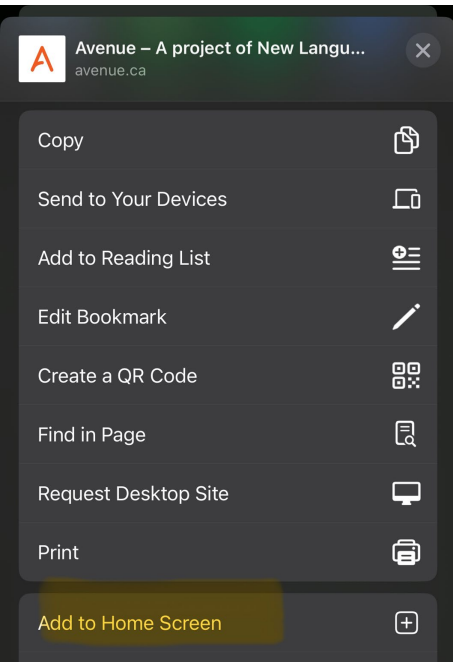 Avenue – A project of New Langu...
avenue.ca
Copy
Send to Your Devices
Add to Reading List
Edit Bookmark
Create a QR Code
Find in Page
Request Desktop Site
Print
Add to Home Screen